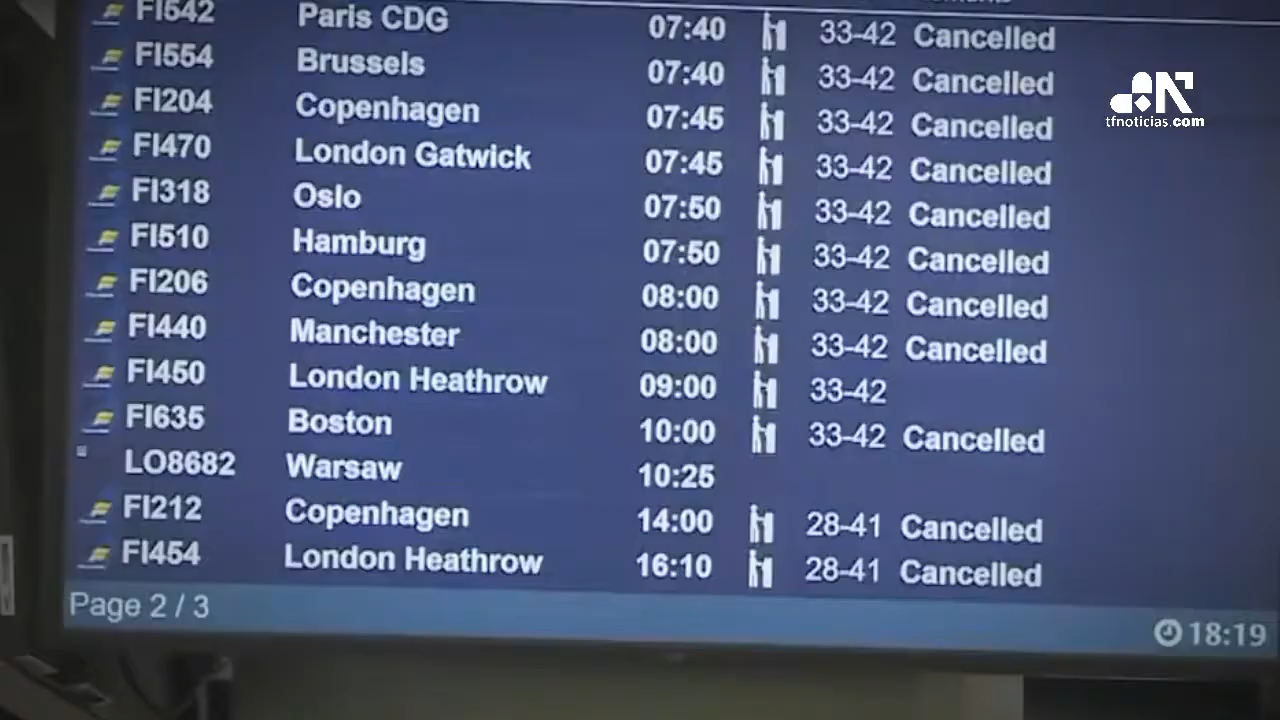 FI542 Paris CDG 07:40 33-42 Cancelled
FI554 Brussels 07:40 33-42 Cancelled
FI204 Copenhagen 07:45 33-42 Cancelled
FI470 London Gatwick 07:45 33-42 Cancelled
FI318 Oslo 07:50 33-42 Cancelled
FI510 Hamburg 07:50 33-42 Cancelled
FI206 Copenhagen 08:00 33-42 Cancelled
FI440 Manchester 08:00 33-42 Cancelled
FI450 London Heathrow 09:00 33-42
FI635 Boston 10:00 33-42 Cancelled
LO8682 Warsaw 10:25
FI212 Copenhagen 14:00 28-41 Cancelled
FI454 London Heathrow 16:10 28-41 Cancelled
Page 2 / 3
18:19
N
tfnoticias.com